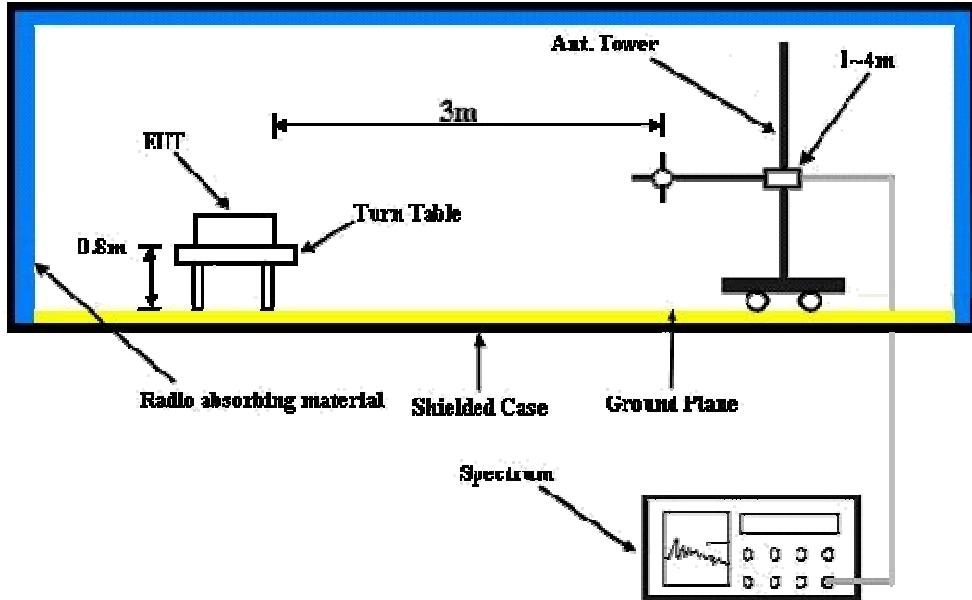 Ant. Tower
1~4m
3m
EUT
Turn Table
0.8m
Radio absorbing material
Shielded Case
Ground Plane
Spectrum